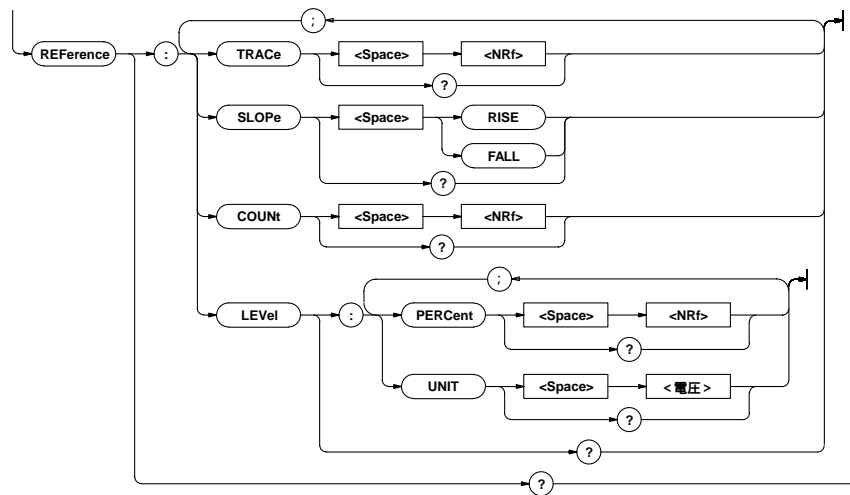 ;
REFerence : TRACe <Space> <NRf>
?
SLOPe <Space> RISE
FALL
?
COUNt <Space> <NRf>
?
;
LEVel : PERCent <Space> <NRf>
?
UNIT <Space> <電圧>
?
?
?